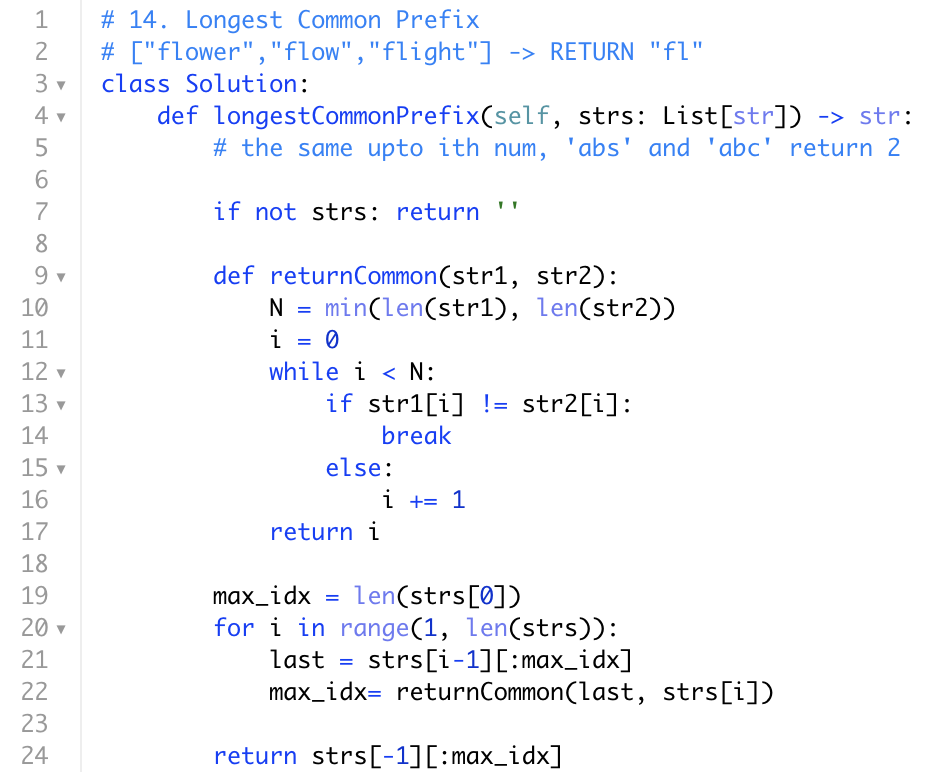 1 # 14. Longest Common Prefix
2 # ["flower","flow","flight"] -> RETURN "fl"
3 ▾ class Solution:
4 ▾     def longestCommonPrefix(self, strs: List[str]) -> str:
5         # the same upto ith num, 'abs' and 'abc' return 2
6
7         if not strs: return ''
8
9 ▾         def returnCommon(str1, str2):
10             N = min(len(str1), len(str2))
11             i = 0
12 ▾             while i < N:
13 ▾                 if str1[i] != str2[i]:
14                     break
15 ▾                 else:
16                     i += 1
17             return i
18
19         max_idx = len(strs[0])
20 ▾         for i in range(1, len(strs)):
21             last = strs[i-1][:max_idx]
22             max_idx= returnCommon(last, strs[i])
23
24         return strs[-1][:max_idx]